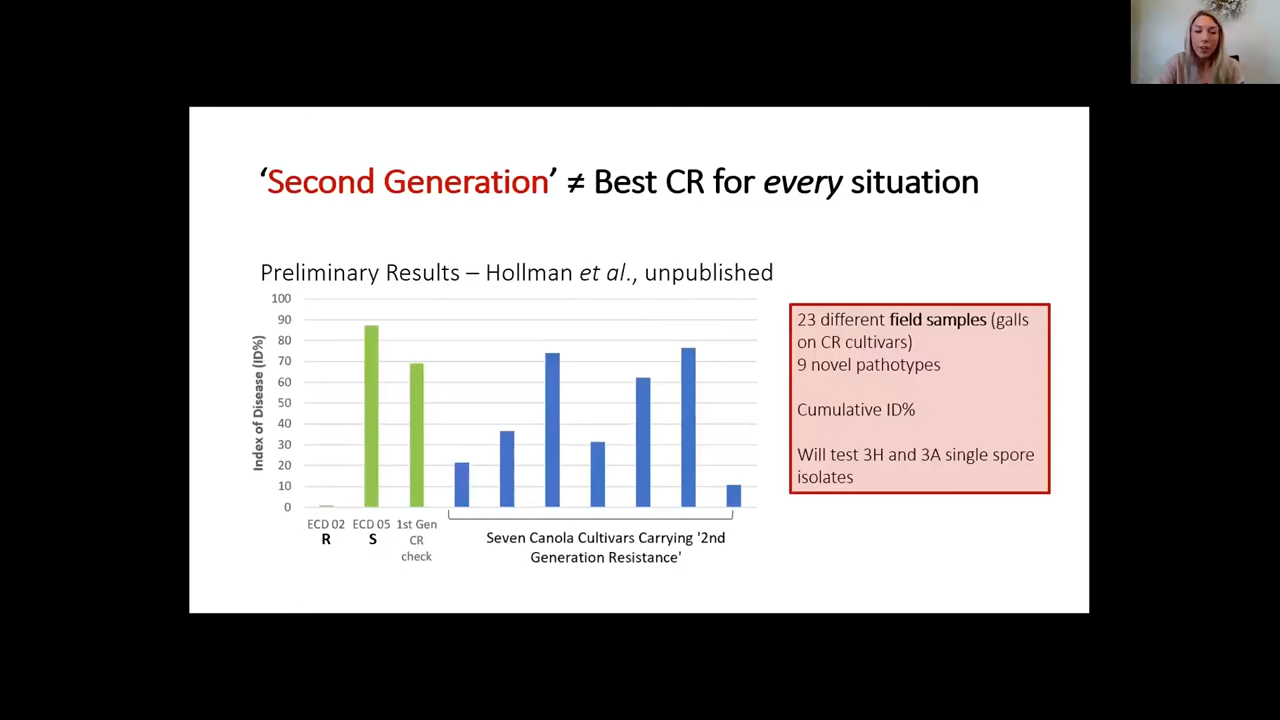 ‘Second Generation’ ≠ Best CR for every situation
Preliminary Results – Hollman et al., unpublished
100
90
80
70
60
50
40
30
20
10
0
Index of Disease (ID%)
ECD 02
R
ECD 05
S
1st Gen
CR
check
Seven Canola Cultivars Carrying '2nd
Generation Resistance'
23 different field samples (galls
on CR cultivars)
9 novel pathotypes
Cumulative ID%
Will test 3H and 3A single spore
isolates